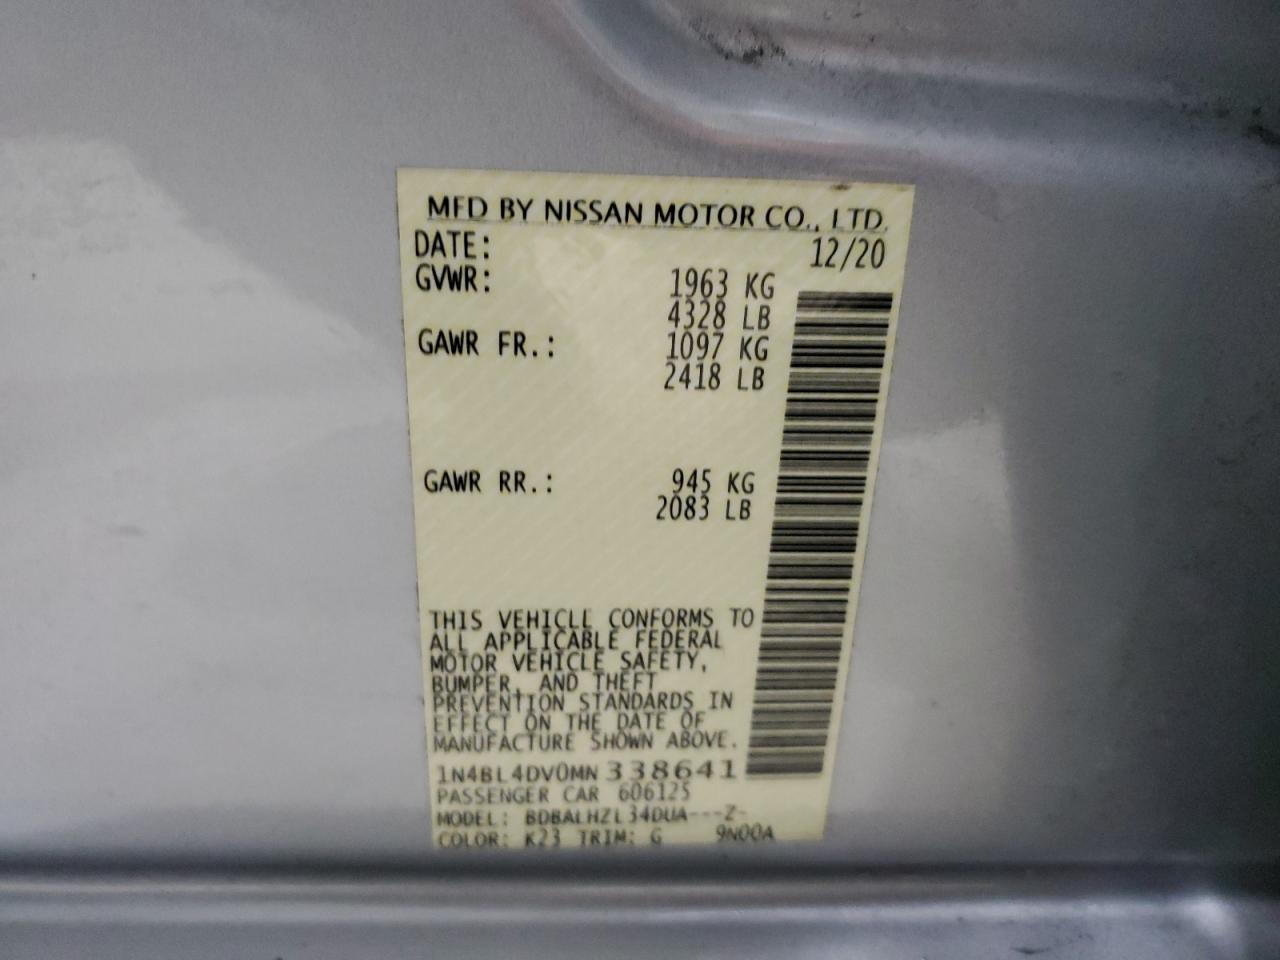 MFD BY NISSAN MOTOR CO., LTD.
DATE: 12/20
GVWR: 1963 KG
4328 LB
GAWR FR.: 1097 KG
2418 LB
GAWR RR.: 945 KG
2083 LB
THIS VEHICLE CONFORMS TO
ALL APPLICABLE FEDERAL
MOTOR VEHICLE SAFETY,
BUMPER, AND THEFT
PREVENTION STANDARDS IN
EFFECT ON THE DATE OF
MANUFACTURE SHOWN ABOVE.
1N4BL4DV0MN338641
PASSENGER CAR 606125
MODEL: BDBALHZL34DUA---Z-
COLOR: K23 TRIM: G 9N00A